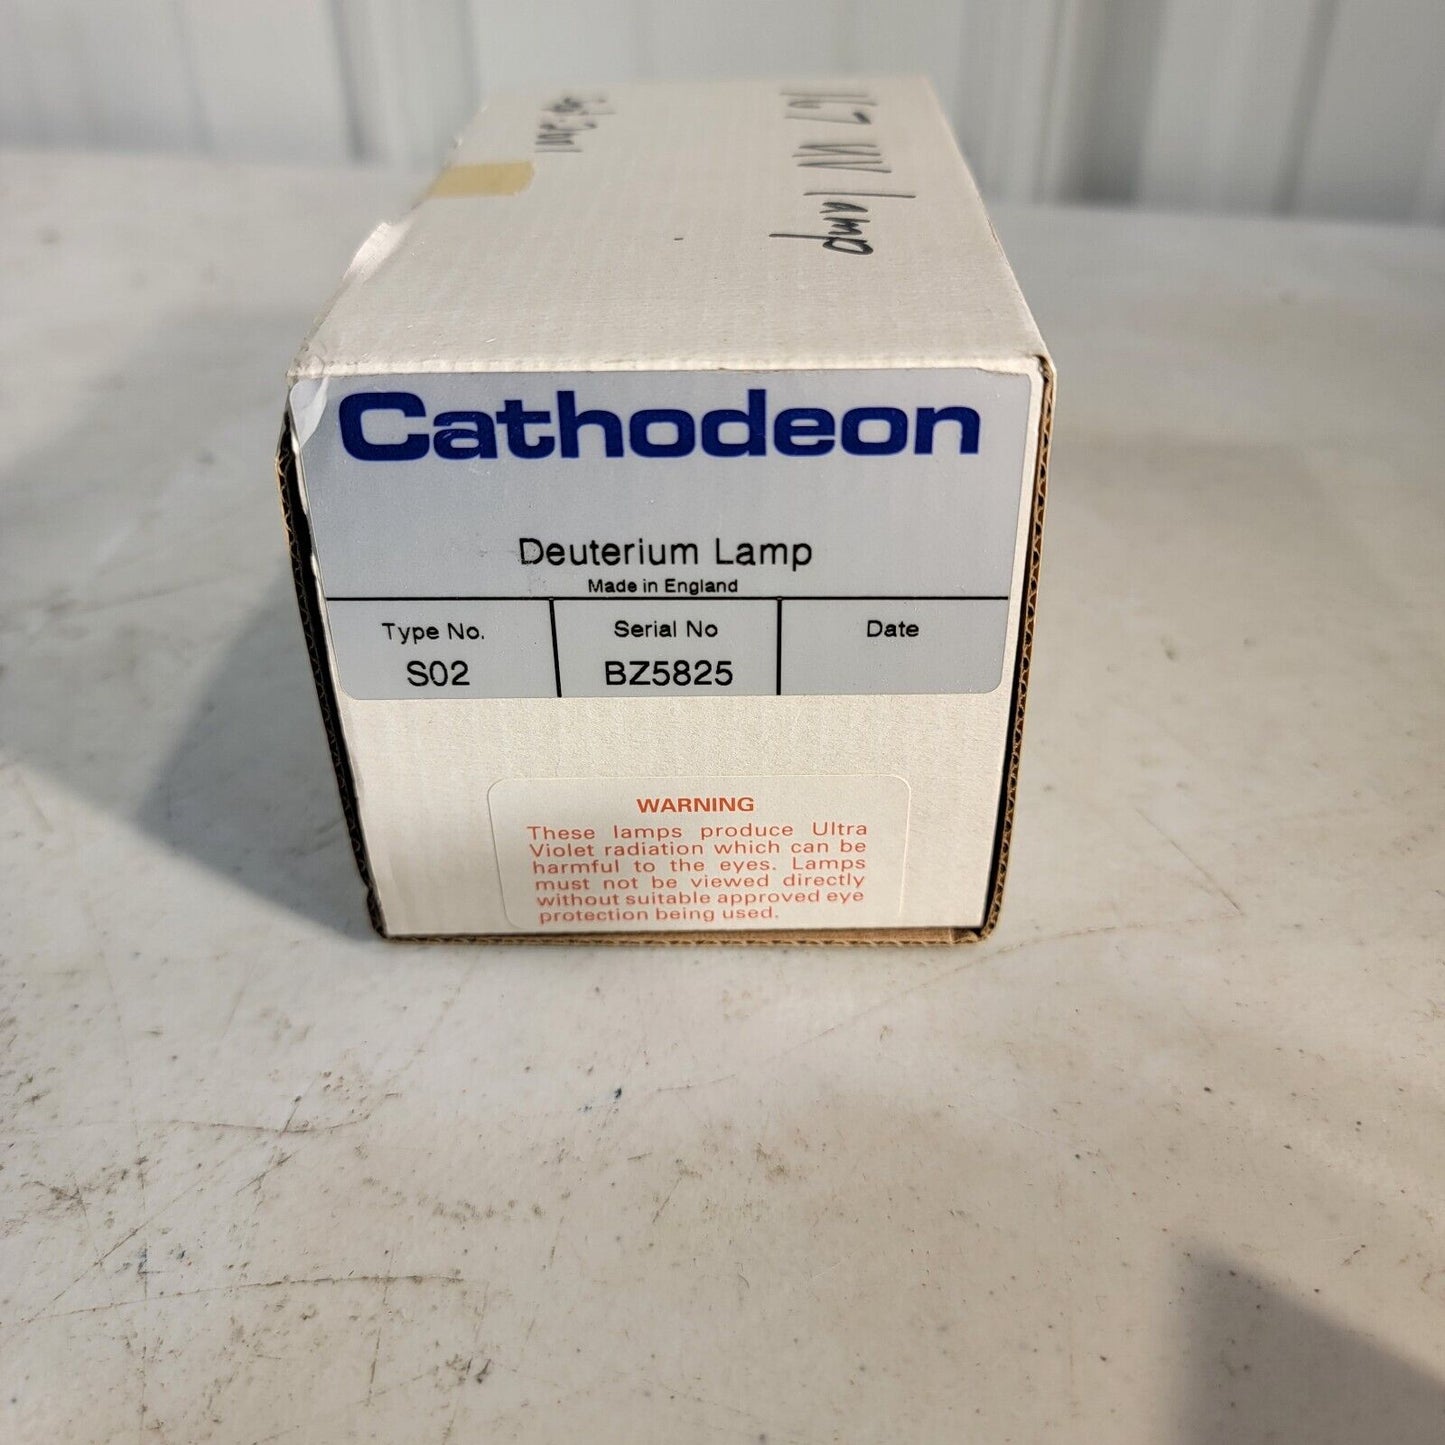 UV lamp
Cathodeon
Deuterium Lamp
Made in England
Type No.
Serial No
Date
S02
BZ5825
WARNING
These lamps produce Ultra
Violet radiation which can be
harmful to the eyes. Lamps
must not be viewed directly
without suitable approved eye
protection being used.